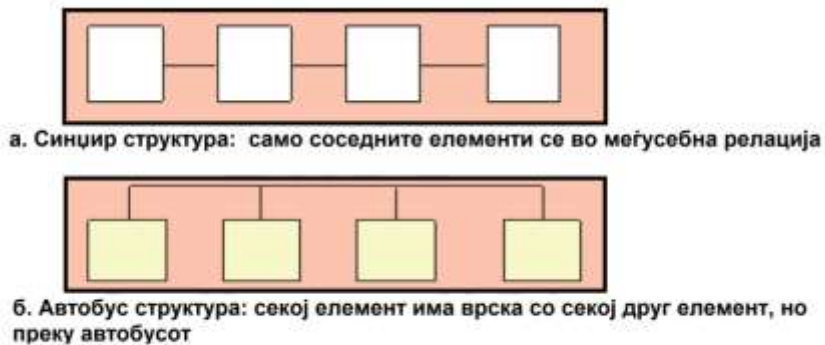 а. Синџир структура: само соседните елементи се во меѓусебна релација
б. Автобус структура: секој елемент има врска со секој друг елемент, но
преку автобусот